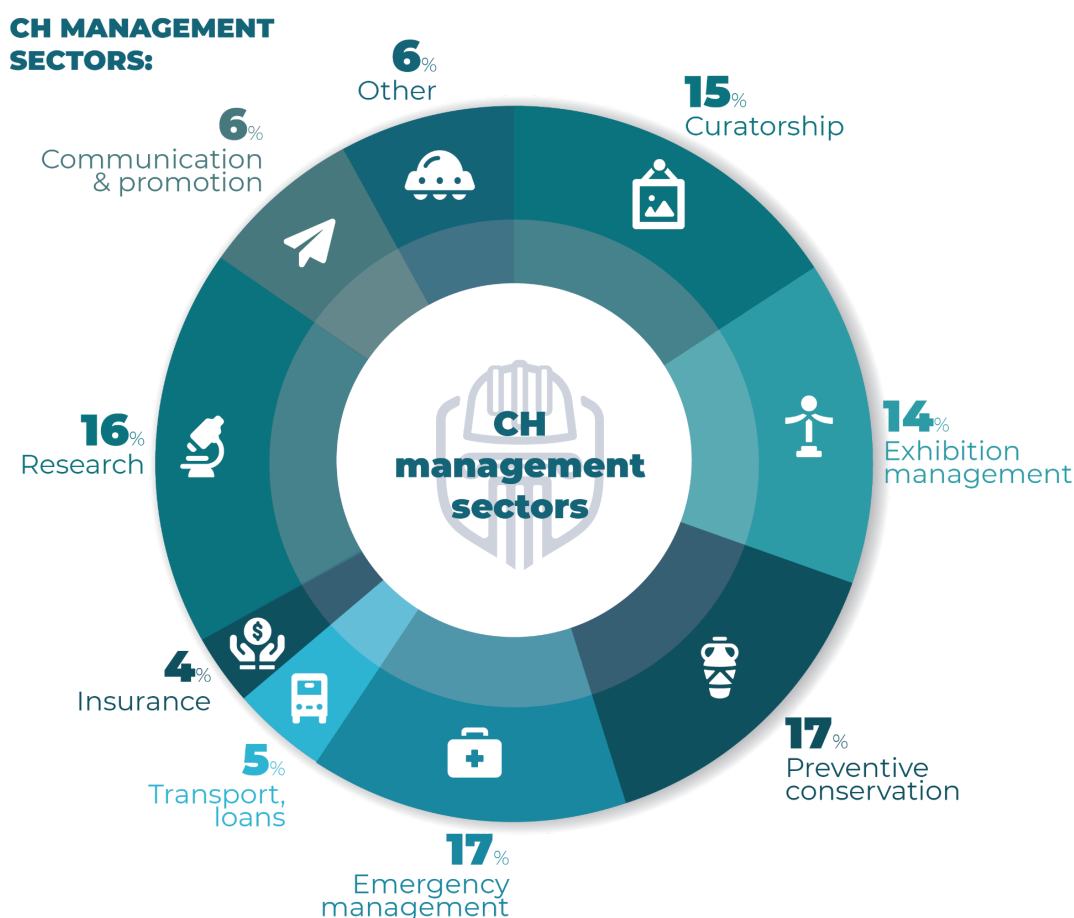 CH MANAGEMENT
SECTORS:
6%
Other
15%
Curatorship
6%
Communication
& promotion
14%
Exhibition
management
16%
Research
CH
management
sectors
$
4%
Insurance
17%
Preventive
conservation
5%
Transport,
loans
17%
Emergency
management